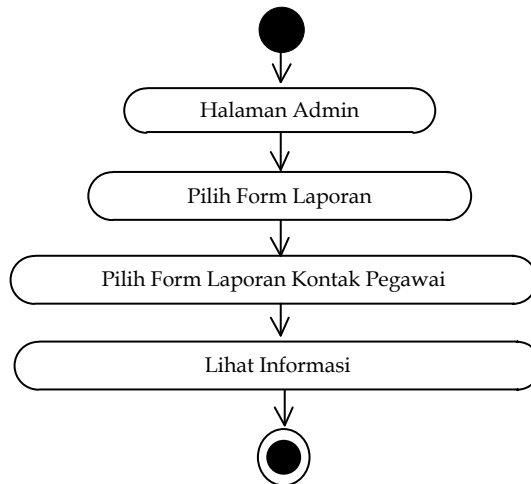 Halaman Admin
Pilih Form Laporan
Pilih Form Laporan Kontak Pegawai
Lihat Informasi